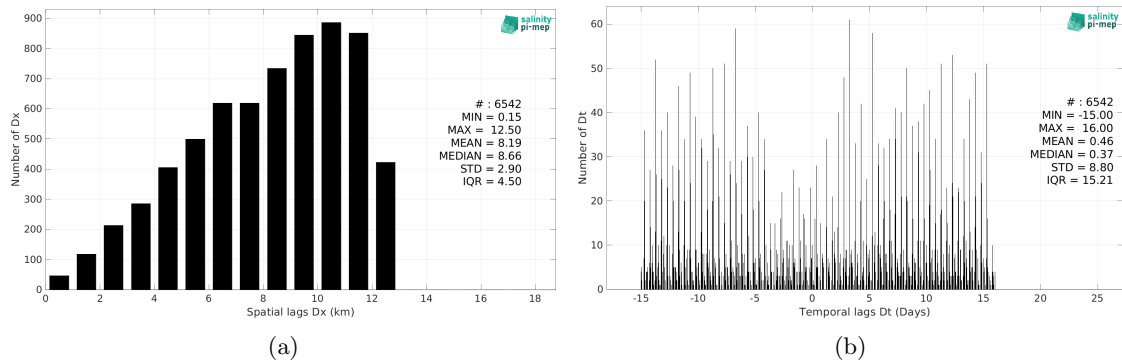 900
800
700
600
500
400
300
200
100
0
Number of Dx
0 2 4 6 8 10 12 14 16 18
Spatial lags Dx (km)
salinity
pi-mep
# : 6542
MIN = 0.15
MAX = 12.50
MEAN = 8.19
MEDIAN = 8.66
STD = 2.90
IQR = 4.50
(a)
60
50
40
30
20
10
0
Number of Dt
-15 -10 -5 0 5 10 15 20 25
Temporal lags Dt (Days)
salinity
pi-mep
# : 6542
MIN = -15.00
MAX = 16.00
MEAN = 0.46
MEDIAN = 0.37
STD = 8.80
IQR = 15.21
(b)